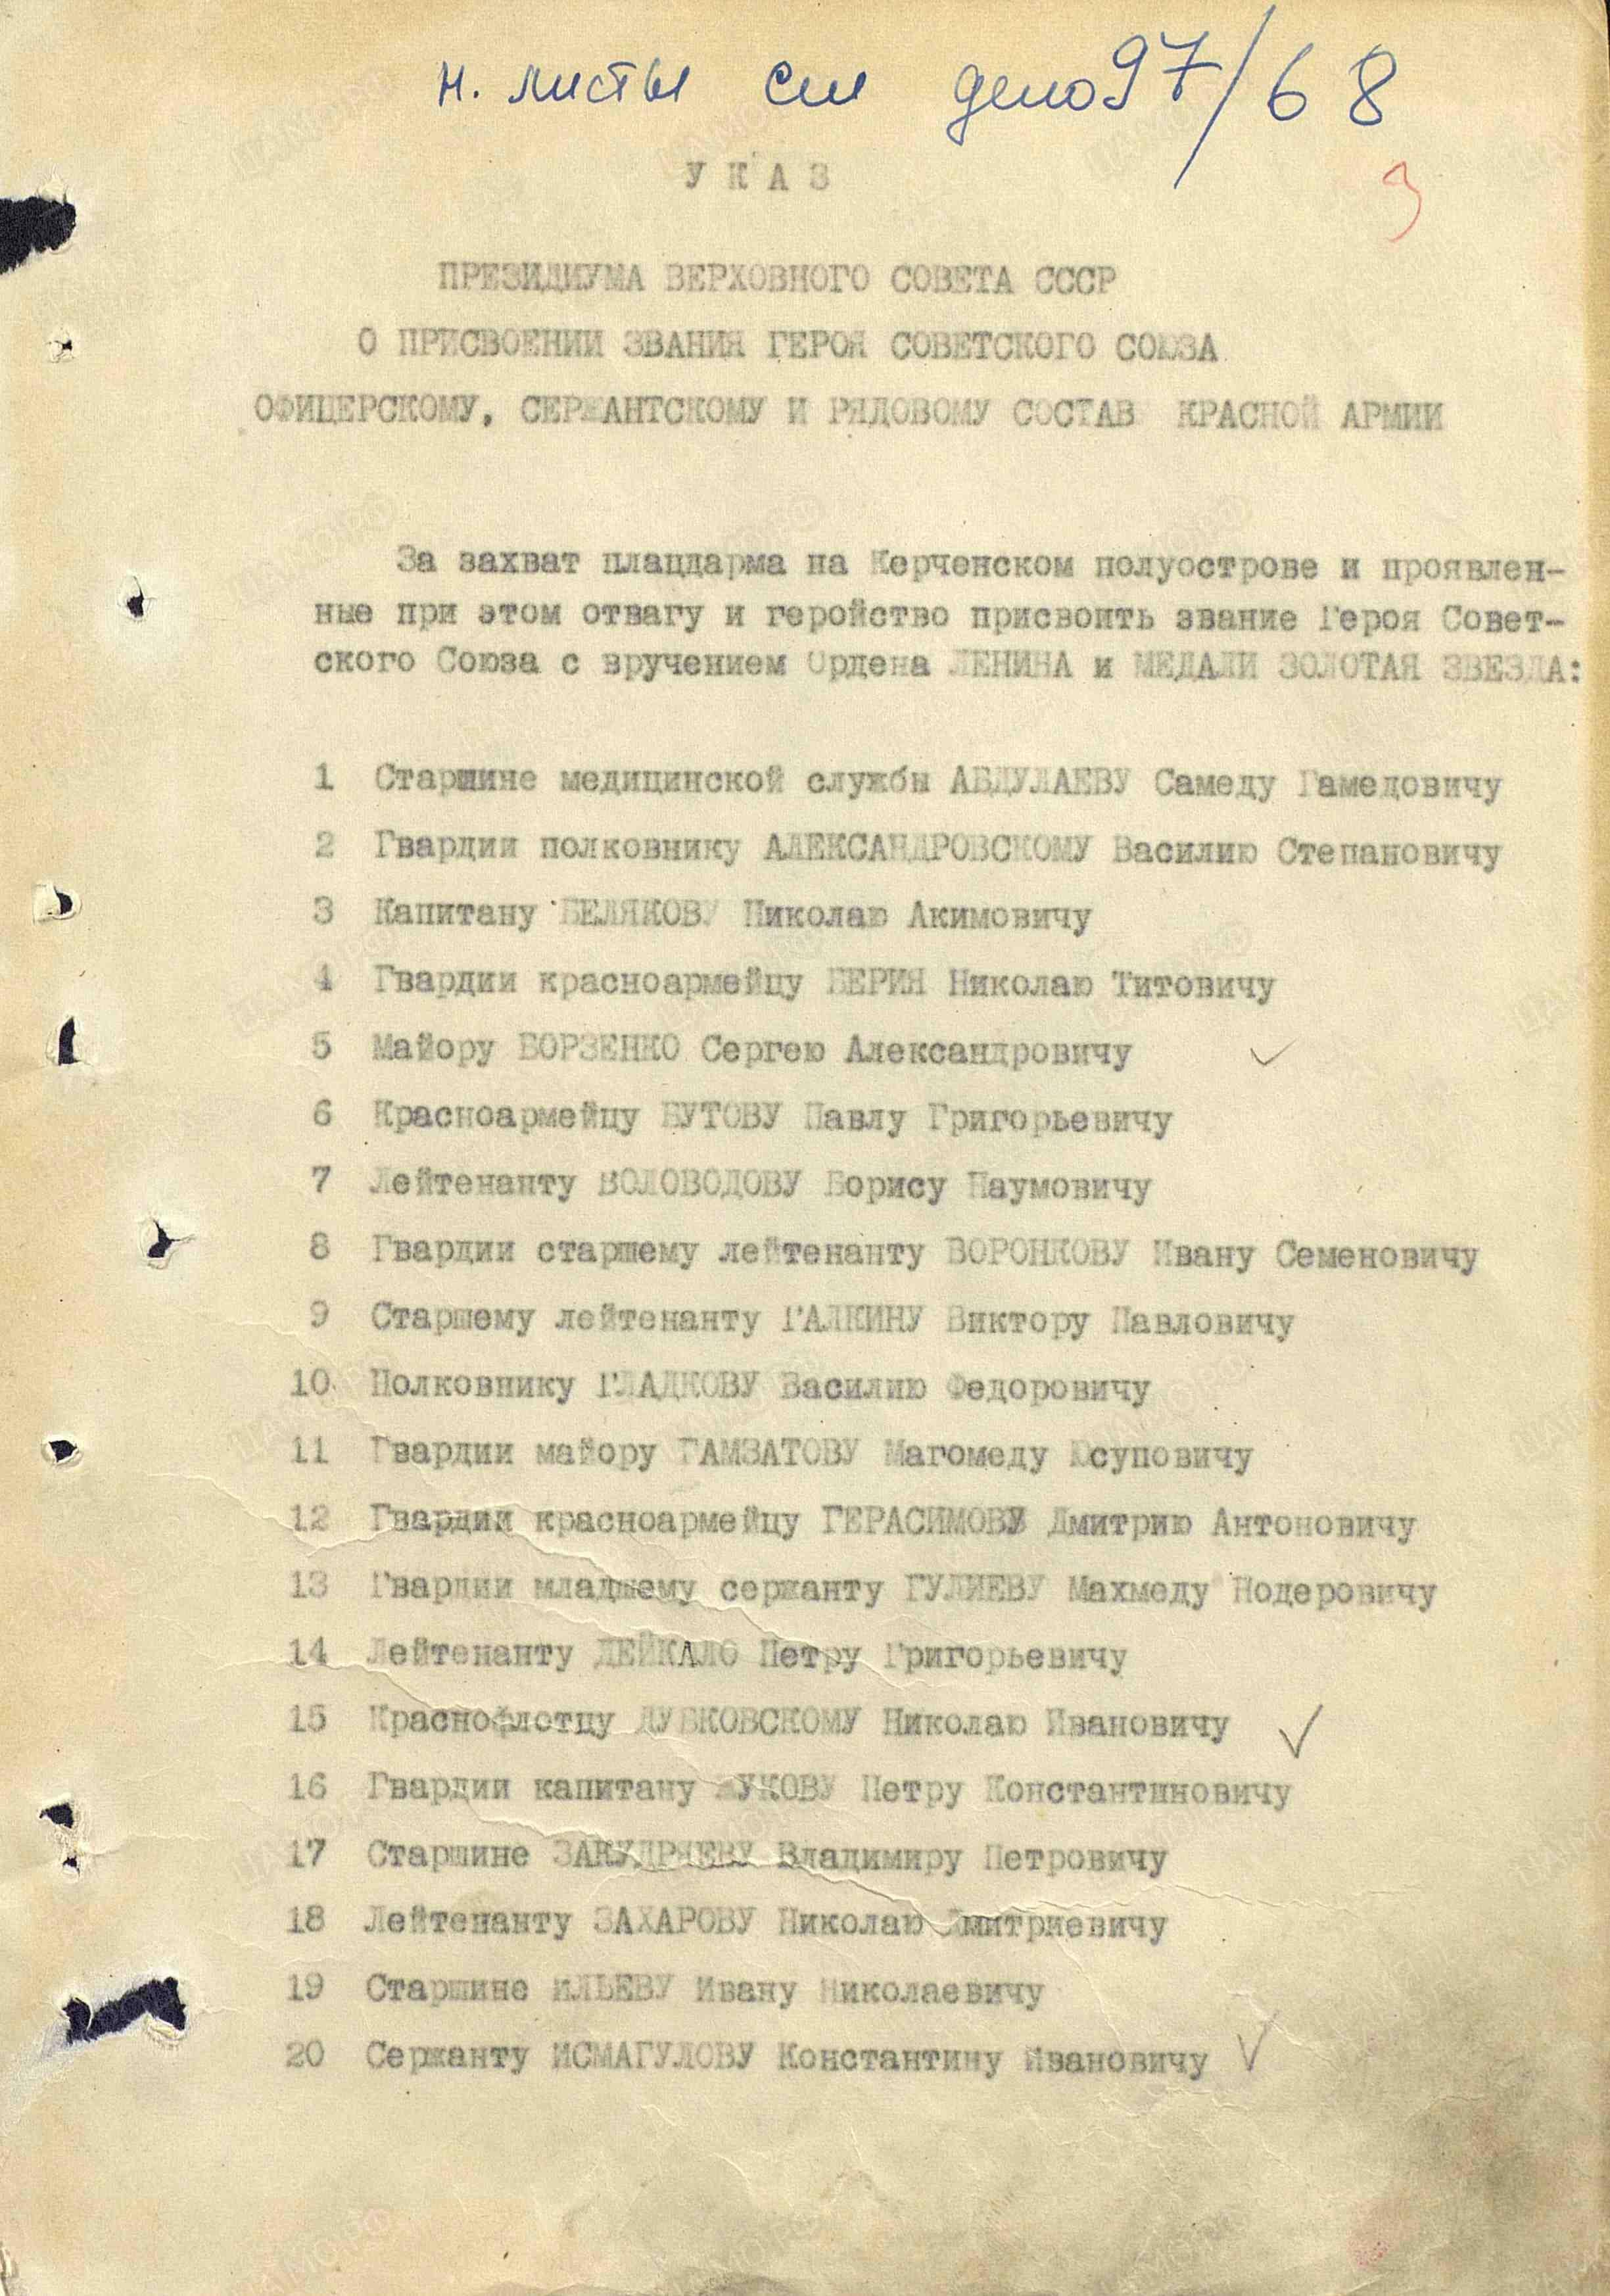 н. листы см дело 97/68
3
УКАЗ
ПРЕЗИДИУМА ВЕРХОВНОГО СОВЕТА СССР
О ПРИСВОЕНИИ ЗВАНИЯ ГЕРОЯ СОВЕТСКОГО СОЮЗА
ОФИЦЕРСКОМУ, СЕРЖАНТСКОМУ И РЯДОВОМУ СОСТАВ КРАСНОЙ АРМИИ
За захват плацдарма на Керченском полуострове и проявлен-
ные при этом отвагу и геройство присвоить звание Героя Совет-
ского Союза с вручением Ордена ЛЕНИНА и МЕДАЛИ ЗОЛОТАЯ ЗВЕЗДА:
1 Старшине медицинской службы АБДУЛАЕВУ Самеду Гамедовичу
2 Гвардии полковнику АЛЕКСАНДРОВСКОМУ Василию Степановичу
3 Капитану БЕЛЯКОВУ Николаю Акимовичу
4 Гвардии красноармейцу БЕРИЯ Николаю Титовичу
5 Майору БОРЗЕНКО Сергею Александровичу
6 Красноармейцу БУТОВУ Павлу Григорьевичу
7 Лейтенанту ВОЛОВОДОВУ Борису Наумовичу
8 Гвардии старшему лейтенанту ВОРОНКОВУ Ивану Семеновичу
9 Старшему лейтенанту ГАЛКИНУ Виктору Павловичу
10 Полковнику ГЛАДКОВУ Василию Федоровичу
11 Гвардии майору ГАМЗАТОВУ Магомеду Юсуповичу
12 Гвардии красноармейцу ГЕРАСИМОВУ Дмитрию Антоновичу
13 Гвардии младшему сержанту ГУЛИЕВУ Махмеду Нодеровичу
14 Лейтенанту ДЕЙКАЛО Петру Григорьевичу
15 Краснофлотцу ДУБКОВСКОМУ Николаю Ивановичу
16 Гвардии капитану ЖУКОВУ Петру Константиновичу
17 Старшине ЗАКУДРЯЕВУ Владимиру Петровичу
18 Лейтенанту ЗАХАРОВУ Николаю Дмитриевичу
19 Старшине ИЛЬЕВУ Ивану Николаевичу
20 Сержанту ИСМАГУЛОВУ Константину Ивановичу